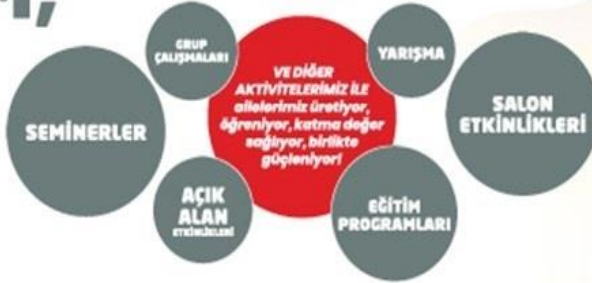 GRUP
ÇALIŞMALARI
YARIŞMA
SEMİNERLER
VE DİĞER
AKTİVİTELERİMİZ İLE
ailelerimiz üretiyor,
öğreniyor, katma değer
sağlıyor, birlikte
güçleniyor!
SALON
ETKİNLİKLERİ
AÇIK
ALAN
ETKİNLİKLERİ
EĞİTİM
PROGRAMLARI